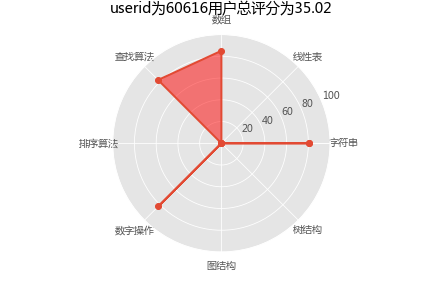 userid为60616用户总评分为35.02
数组
查找算法
线性表
100
80
60
40
20
排序算法
字符串
数字操作
树结构
图结构